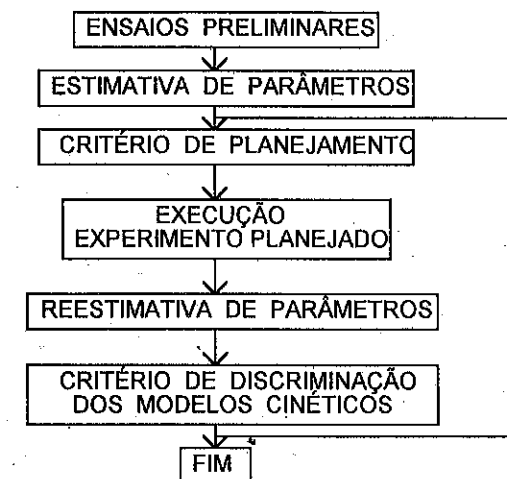 ENSAIOS PRELIMINARES
ESTIMATIVA DE PARÂMETROS
CRITÉRIO DE PLANEJAMENTO
EXECUÇÃO
EXPERIMENTO PLANEJADO
REESTIMATIVA DE PARÂMETROS
CRITÉRIO DE DISCRIMINAÇÃO
DOS MODELOS CINÉTICOS
FIM